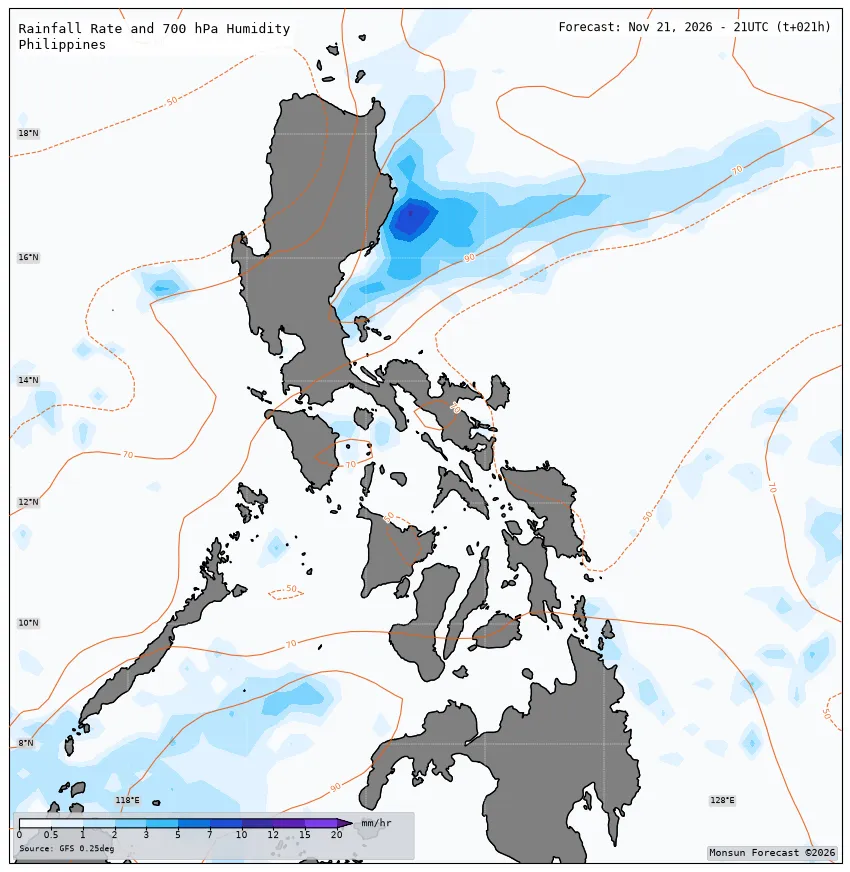 Rainfall Rate and 700 hPa Humidity
Philippines
Forecast: Nov 21, 2026 - 21UTC (t+021h)
50
18°N
70
16°N
90
14°N
70
70
70
12°N
70
50
50
50
10°N
70
50
8°N
90
118°E
128°E
0 0.5 1 2 3 5 7 10 12 15 20 mm/hr
Source: GFS 0.25deg
Monsun Forecast ©2026